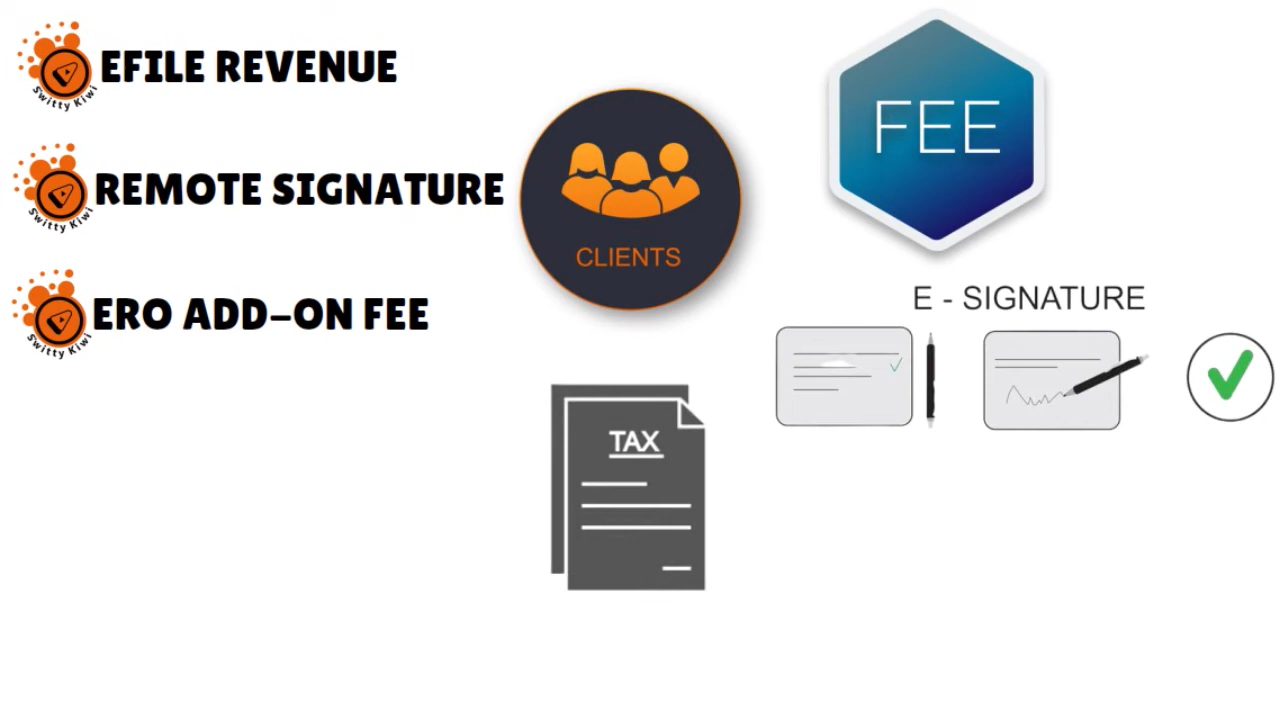 EFILE REVENUE
Switty Kiwi
REMOTE SIGNATURE
Switty Kiwi
ERO ADD-ON FEE
Switty Kiwi
CLIENTS
FEE
E - SIGNATURE
TAX